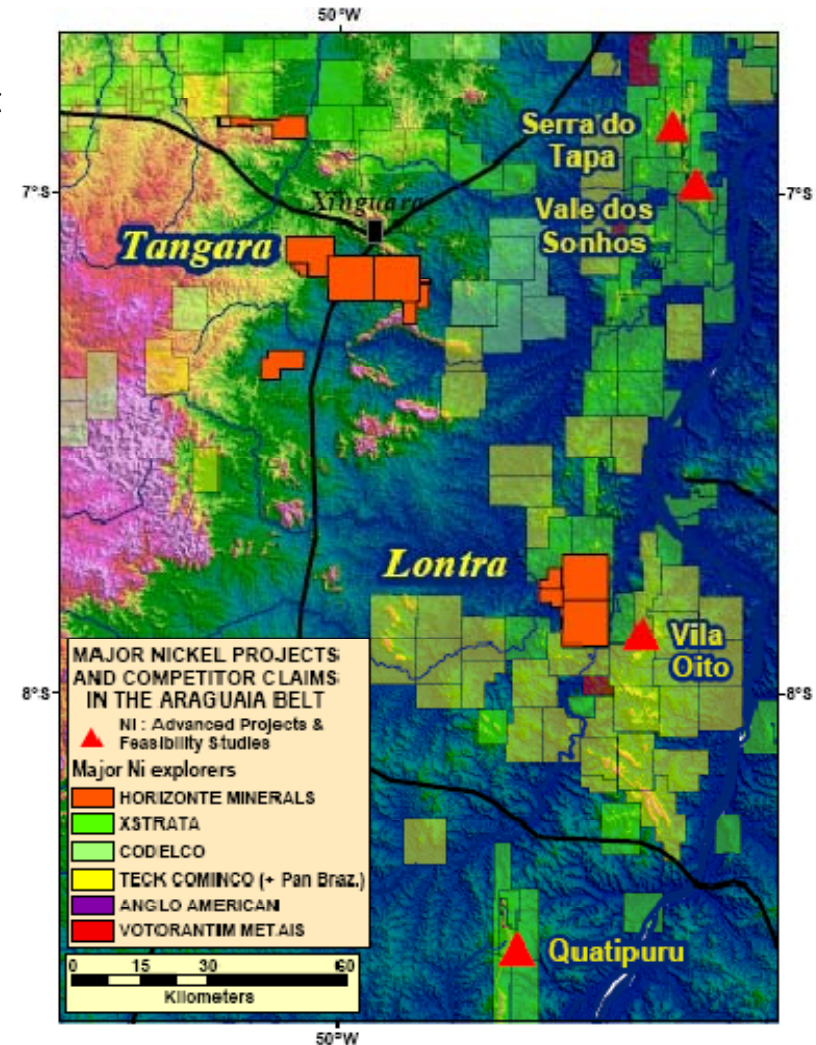 50°W
Serra do
Tapa
7°S
7°S
Xinguara
Vale dos
Sonhos
Tangara
Lontra
Vila
Oito
MAJOR NICKEL PROJECTS
AND COMPETITOR CLAIMS
IN THE ARAGUAIA BELT
NI : Advanced Projects &
Feasibility Studies
8°S
8°S
Major Ni explorers
HORIZONTE MINERALS
XSTRATA
CODELCO
TECK COMINCO (+ Pan Braz.)
ANGLO AMERICAN
VOTORANTIM METAIS
Quatipuru
0 15 30 60
Kilometers
50°W